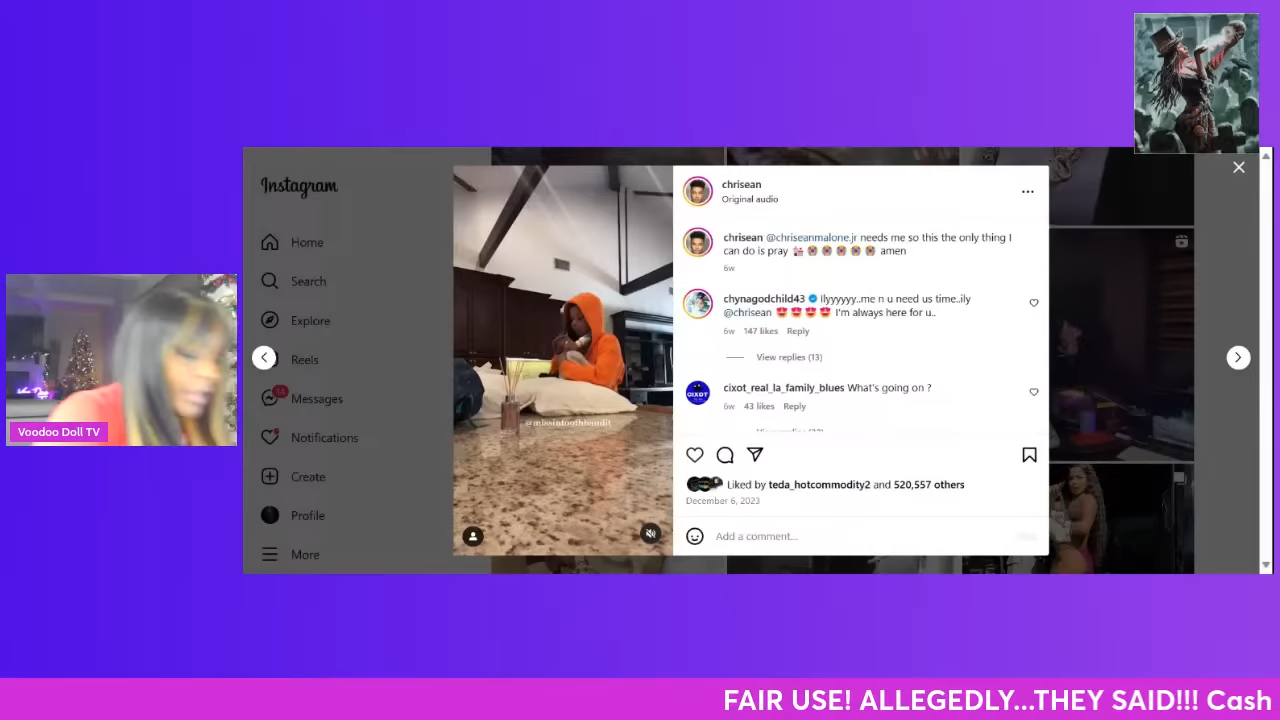 Instagram
Home
Search
Explore
Reels
Messages
Notifications
Create
Profile
More
Voodoo Doll TV
@missintoothbandit
chrisean
Original audio
chrisean @chriseanmalone.jr needs me so this the only thing I
can do is pray 💒😭😭😭😭😭 amen
6w
chynagodchild43 ilyyyyyy..me n u need us time..ily
@chrisean 😍😍😍😍 I'm always here for u..
6w 147 likes Reply
View replies (13)
CIXOT
cixot_real_la_family_blues What's going on ?
6w 43 likes Reply
Liked by teda_hotcommodity2 and 520,557 others
December 6, 2023
Add a comment...
FAIR USE! ALLEGEDLY...THEY SAID!!! Cash